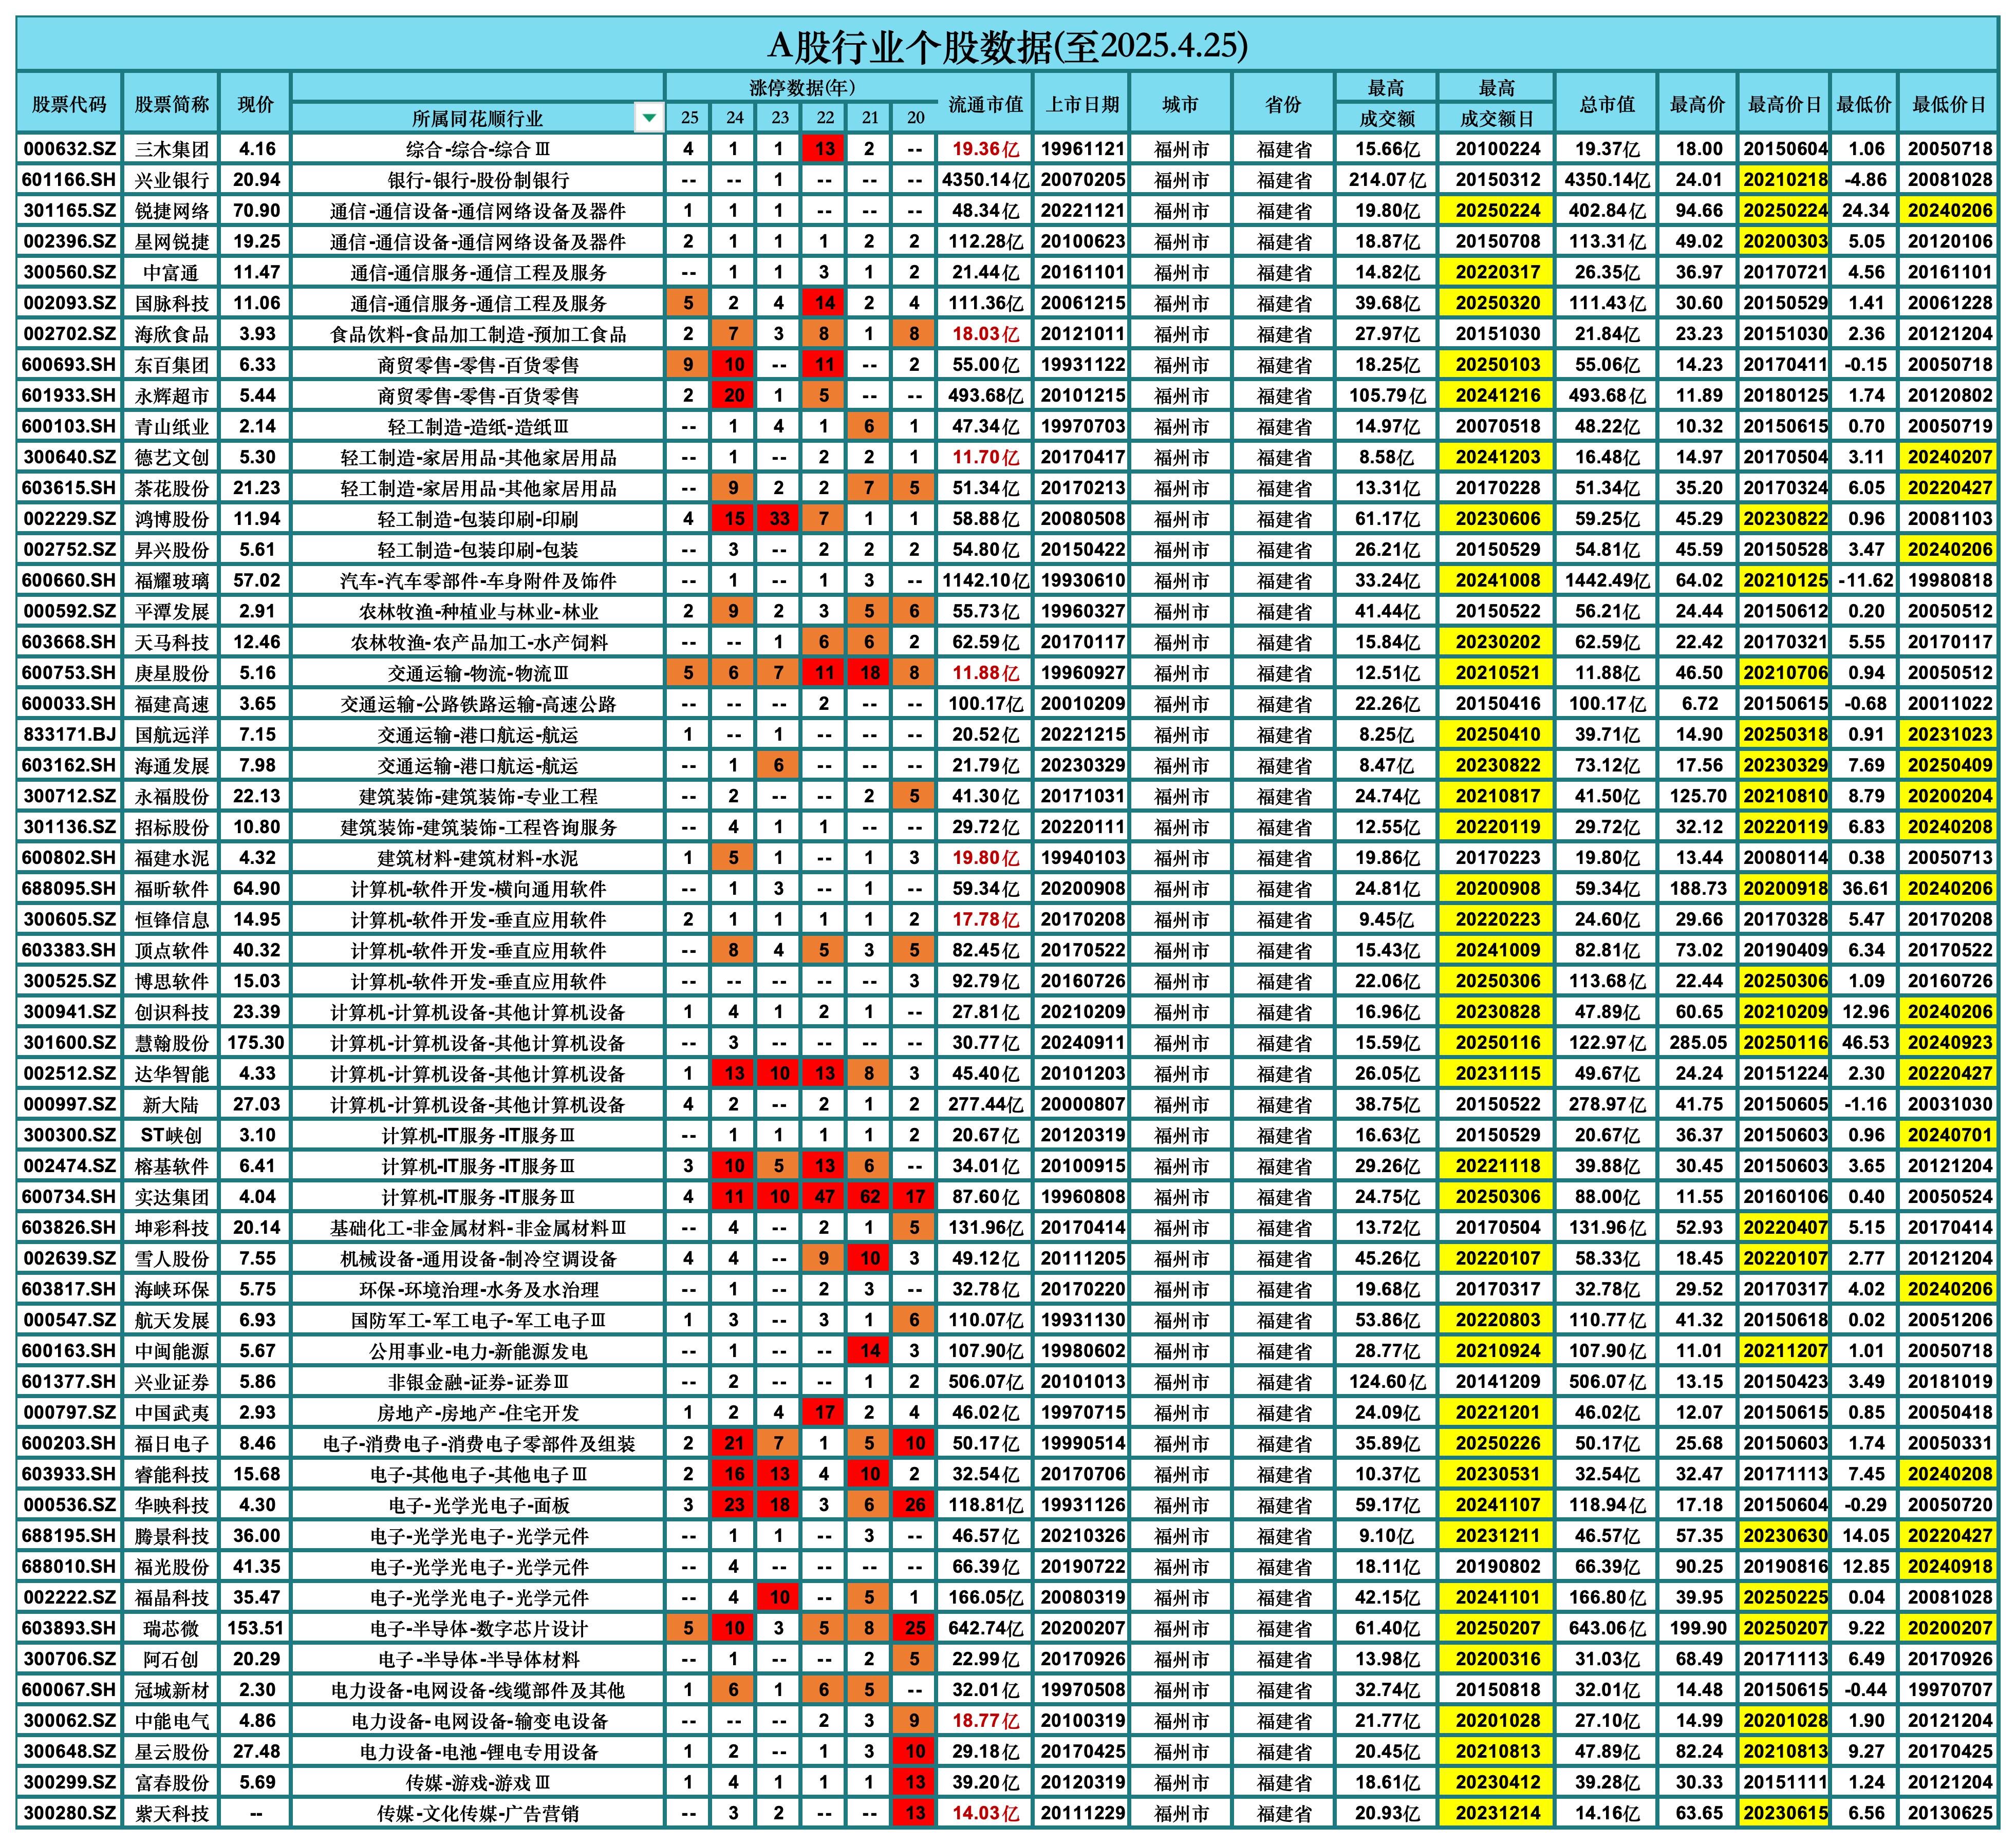 A股行业个股数据(至2025.4.25)
股票代码 股票简称 现价 所属同花顺行业 涨停数据(年) 25 24 23 22 21 20 流通市值 上市日期 城市 省份 最高成交额 最高成交额日 总市值 最高价 最高价日 最低价 最低价日
000632.SZ 三木集团 4.16 综合-综合-综合Ⅲ 4 1 1 13 2 -- 19.36亿 19961121 福州市 福建省 15.66亿 20100224 19.37亿 18.00 20150604 1.06 20050718
601166.SH 兴业银行 20.94 银行-银行-股份制银行 -- -- 1 -- -- -- 4350.14亿 20070205 福州市 福建省 214.07亿 20150312 4350.14亿 24.01 20210218 -4.86 20081028
301165.SZ 锐捷网络 70.90 通信-通信设备-通信网络设备及器件 1 1 1 -- -- -- 48.34亿 20221121 福州市 福建省 19.80亿 20250224 402.84亿 94.66 20250224 24.34 20240206
002396.SZ 星网锐捷 19.25 通信-通信设备-通信网络设备及器件 2 1 1 1 2 2 112.28亿 20100623 福州市 福建省 18.87亿 20150708 113.31亿 49.02 20200303 5.05 20120106
300560.SZ 中富通 11.47 通信-通信服务-通信工程及服务 -- 1 1 3 1 2 21.44亿 20161101 福州市 福建省 14.82亿 20220317 26.35亿 36.97 20170721 4.56 20161101
002093.SZ 国脉科技 11.06 通信-通信服务-通信工程及服务 5 2 4 14 2 4 111.36亿 20061215 福州市 福建省 39.68亿 20250320 111.43亿 30.60 20150529 1.41 20061228
002702.SZ 海欣食品 3.93 食品饮料-食品加工制造-预加工食品 2 7 3 8 1 8 18.03亿 20121011 福州市 福建省 27.97亿 20151030 21.84亿 23.23 20151030 2.36 20121204
600693.SH 东百集团 6.33 商贸零售-零售-百货零售 9 10 -- 11 -- 2 55.00亿 19931122 福州市 福建省 18.25亿 20250103 55.06亿 14.23 20170411 -0.15 20050718
601933.SH 永辉超市 5.44 商贸零售-零售-百货零售 2 20 1 5 -- -- 493.68亿 20101215 福州市 福建省 105.79亿 20241216 493.68亿 11.89 20180125 1.74 20120802
600103.SH 青山纸业 2.14 轻工制造-造纸-造纸Ⅲ -- 1 4 1 6 1 47.34亿 19970703 福州市 福建省 14.97亿 20070518 48.22亿 10.32 20150615 0.70 20050719
300640.SZ 德艺文创 5.30 轻工制造-家居用品-其他家居用品 -- 1 -- 2 2 1 11.70亿 20170417 福州市 福建省 8.58亿 20241203 16.48亿 14.97 20170504 3.11 20240207
603615.SH 茶花股份 21.23 轻工制造-家居用品-其他家居用品 -- 9 2 2 7 5 51.34亿 20170213 福州市 福建省 13.31亿 20170228 51.34亿 35.20 20170324 6.05 20220427
002229.SZ 鸿博股份 11.94 轻工制造-包装印刷-印刷 4 15 33 7 1 1 58.88亿 20080508 福州市 福建省 61.17亿 20230606 59.25亿 45.29 20230822 0.96 20081103
002752.SZ 昇兴股份 5.61 轻工制造-包装印刷-包装 -- 3 -- 2 2 2 54.80亿 20150422 福州市 福建省 26.21亿 20150529 54.81亿 45.59 20150528 3.47 20240206
600660.SH 福耀玻璃 57.02 汽车-汽车零部件-车身附件及饰件 -- 1 -- 1 3 -- 1142.10亿 19930610 福州市 福建省 33.24亿 20241008 1442.49亿 64.02 20210125 -11.62 19980818
000592.SZ 平潭发展 2.91 农林牧渔-种植业与林业-林业 2 9 2 3 5 6 55.73亿 19960327 福州市 福建省 41.44亿 20150522 56.21亿 24.44 20150612 0.20 20050512
603668.SH 天马科技 12.46 农林牧渔-农产品加工-水产饲料 -- -- 1 6 6 2 62.59亿 20170117 福州市 福建省 15.84亿 20230202 62.59亿 22.42 20170321 5.55 20170117
600753.SH 庚星股份 5.16 交通运输-物流-物流Ⅲ 5 6 7 11 18 8 11.88亿 19960927 福州市 福建省 12.51亿 20210521 11.88亿 46.50 20210706 0.94 20050512
600033.SH 福建高速 3.65 交通运输-公路铁路运输-高速公路 -- -- -- 2 -- -- 100.17亿 20010209 福州市 福建省 22.26亿 20150416 100.17亿 6.72 20150615 -0.68 20011022
833171.BJ 国航远洋 7.15 交通运输-港口航运-航运 1 -- 1 -- -- -- 20.52亿 20221215 福州市 福建省 8.25亿 20250410 39.71亿 14.90 20250318 0.91 20231023
603162.SH 海通发展 7.98 交通运输-港口航运-航运 -- 1 6 -- -- -- 21.79亿 20230329 福州市 福建省 8.47亿 20230822 73.12亿 17.56 20230329 7.69 20250409
300712.SZ 永福股份 22.13 建筑装饰-建筑装饰-专业工程 -- 2 -- -- 2 5 41.30亿 20171031 福州市 福建省 24.74亿 20210817 41.50亿 125.70 20210810 8.79 20200204
301136.SZ 招标股份 10.80 建筑装饰-建筑装饰-工程咨询服务 -- 4 1 1 -- -- 29.72亿 20220111 福州市 福建省 12.55亿 20220119 29.72亿 32.12 20220119 6.83 20240208
600802.SH 福建水泥 4.32 建筑材料-建筑材料-水泥 1 5 1 -- 1 3 19.80亿 19940103 福州市 福建省 19.86亿 20170223 19.80亿 13.44 20080114 0.38 20050713
688095.SH 福昕软件 64.90 计算机-软件开发-横向通用软件 -- 1 3 -- 1 -- 59.34亿 20200908 福州市 福建省 24.81亿 20200908 59.34亿 188.73 20200918 36.61 20240206
300605.SZ 恒锋信息 14.95 计算机-软件开发-垂直应用软件 2 1 1 1 1 2 17.78亿 20170208 福州市 福建省 9.45亿 20220223 24.60亿 29.66 20170328 5.47 20170208
603383.SH 顶点软件 40.32 计算机-软件开发-垂直应用软件 -- 8 4 5 3 5 82.45亿 20170522 福州市 福建省 15.43亿 20241009 82.81亿 73.02 20190409 6.34 20170522
300525.SZ 博思软件 15.03 计算机-软件开发-垂直应用软件 -- -- -- -- -- 3 92.79亿 20160726 福州市 福建省 22.06亿 20250306 113.68亿 22.44 20250306 1.09 20160726
300941.SZ 创识科技 23.39 计算机-计算机设备-其他计算机设备 1 4 1 2 1 -- 27.81亿 20210209 福州市 福建省 16.96亿 20230828 47.89亿 60.65 20210209 12.96 20240206
301600.SZ 慧翰股份 175.30 计算机-计算机设备-其他计算机设备 -- 3 -- -- -- -- 30.77亿 20240911 福州市 福建省 15.59亿 20250116 122.97亿 285.05 20250116 46.53 20240923
002512.SZ 达华智能 4.33 计算机-计算机设备-其他计算机设备 1 13 10 13 8 3 45.40亿 20101203 福州市 福建省 26.05亿 20231115 49.67亿 24.24 20151224 2.30 20220427
000997.SZ 新大陆 27.03 计算机-计算机设备-其他计算机设备 4 2 -- 2 1 2 277.44亿 20000807 福州市 福建省 38.75亿 20150522 278.97亿 41.75 20150605 -1.16 20031030
300300.SZ ST峡创 3.10 计算机-IT服务-IT服务Ⅲ -- 1 1 1 1 2 20.67亿 20120319 福州市 福建省 16.63亿 20150529 20.67亿 36.37 20150603 0.96 20240701
002474.SZ 榕基软件 6.41 计算机-IT服务-IT服务Ⅲ 3 10 5 13 6 -- 34.01亿 20100915 福州市 福建省 29.26亿 20221118 39.88亿 30.45 20150603 3.65 20121204
600734.SH 实达集团 4.04 计算机-IT服务-IT服务Ⅲ 4 11 10 47 62 17 87.60亿 19960808 福州市 福建省 24.75亿 20250306 88.00亿 11.55 20160106 0.40 20050524
603826.SH 坤彩科技 20.14 基础化工-非金属材料-非金属材料Ⅲ -- 4 -- 2 1 5 131.96亿 20170414 福州市 福建省 13.72亿 20170504 131.96亿 52.93 20220407 5.15 20170414
002639.SZ 雪人股份 7.55 机械设备-通用设备-制冷空调设备 4 4 -- 9 10 3 49.12亿 20111205 福州市 福建省 45.26亿 20220107 58.33亿 18.45 20220107 2.77 20121204
603817.SH 海峡环保 5.75 环保-环境治理-水务及水治理 -- 1 -- 2 3 -- 32.78亿 20170220 福州市 福建省 19.68亿 20170317 32.78亿 29.52 20170317 4.02 20240206
000547.SZ 航天发展 6.93 国防军工-军工电子-军工电子Ⅲ 1 3 -- 3 1 6 110.07亿 19931130 福州市 福建省 53.86亿 20220803 110.77亿 41.32 20150618 0.02 20051206
600163.SH 中闽能源 5.67 公用事业-电力-新能源发电 -- 1 -- -- 14 3 107.90亿 19980602 福州市 福建省 28.77亿 20210924 107.90亿 11.01 20211207 1.01 20050718
601377.SH 兴业证券 5.86 非银金融-证券-证券Ⅲ -- 2 -- -- 1 2 506.07亿 20101013 福州市 福建省 124.60亿 20141209 506.07亿 13.15 20150423 3.49 20181019
000797.SZ 中国武夷 2.93 房地产-房地产-住宅开发 1 2 4 17 2 4 46.02亿 19970715 福州市 福建省 24.09亿 20221201 46.02亿 12.07 20150615 0.85 20050418
600203.SH 福日电子 8.46 电子-消费电子-消费电子零部件及组装 2 21 7 1 5 10 50.17亿 19990514 福州市 福建省 35.89亿 20250226 50.17亿 25.68 20150603 1.74 20050331
603933.SH 睿能科技 15.68 电子-其他电子-其他电子Ⅲ 2 16 13 4 10 2 32.54亿 20170706 福州市 福建省 10.37亿 20230531 32.54亿 32.47 20171113 7.45 20240208
000536.SZ 华映科技 4.30 电子-光学光电子-面板 3 23 18 3 6 26 118.81亿 19931126 福州市 福建省 59.17亿 20241107 118.94亿 17.18 20150604 -0.29 20050720
688195.SH 腾景科技 36.00 电子-光学光电子-光学元件 -- 1 1 -- 3 -- 46.57亿 20210326 福州市 福建省 9.10亿 20231211 46.57亿 57.35 20230630 14.05 20220427
688010.SH 福光股份 41.35 电子-光学光电子-光学元件 -- 4 -- -- -- -- 66.39亿 20190722 福州市 福建省 18.11亿 20190802 66.39亿 90.25 20190816 12.85 20240918
002222.SZ 福晶科技 35.47 电子-光学光电子-光学元件 -- 4 10 -- 5 1 166.05亿 20080319 福州市 福建省 42.15亿 20241101 166.80亿 39.95 20250225 0.04 20081028
603893.SH 瑞芯微 153.51 电子-半导体-数字芯片设计 5 10 3 5 8 25 642.74亿 20200207 福州市 福建省 61.40亿 20250207 643.06亿 199.90 20250207 9.22 20200207
300706.SZ 阿石创 20.29 电子-半导体-半导体材料 -- 1 -- -- 2 5 22.99亿 20170926 福州市 福建省 13.98亿 20200316 31.03亿 68.49 20171113 6.49 20170926
600067.SH 冠城新材 2.30 电力设备-电网设备-线缆部件及其他 1 6 1 6 5 -- 32.01亿 19970508 福州市 福建省 32.74亿 20150818 32.01亿 14.48 20150615 -0.44 19970707
300062.SZ 中能电气 4.86 电力设备-电网设备-输变电设备 -- -- -- 2 3 9 18.77亿 20100319 福州市 福建省 21.77亿 20201028 27.10亿 14.99 20201028 1.90 20121204
300648.SZ 星云股份 27.48 电力设备-电池-锂电专用设备 1 2 -- 1 3 10 29.18亿 20170425 福州市 福建省 20.45亿 20210813 47.89亿 82.24 20210813 9.27 20170425
300299.SZ 富春股份 5.69 传媒-游戏-游戏Ⅲ 1 4 1 1 1 13 39.20亿 20120319 福州市 福建省 18.61亿 20230412 39.28亿 30.33 20151111 1.24 20121204
300280.SZ 紫天科技 -- 传媒-文化传媒-广告营销 -- 3 2 -- -- 13 14.03亿 20111229 福州市 福建省 20.93亿 20231214 14.16亿 63.65 20230615 6.56 20130625